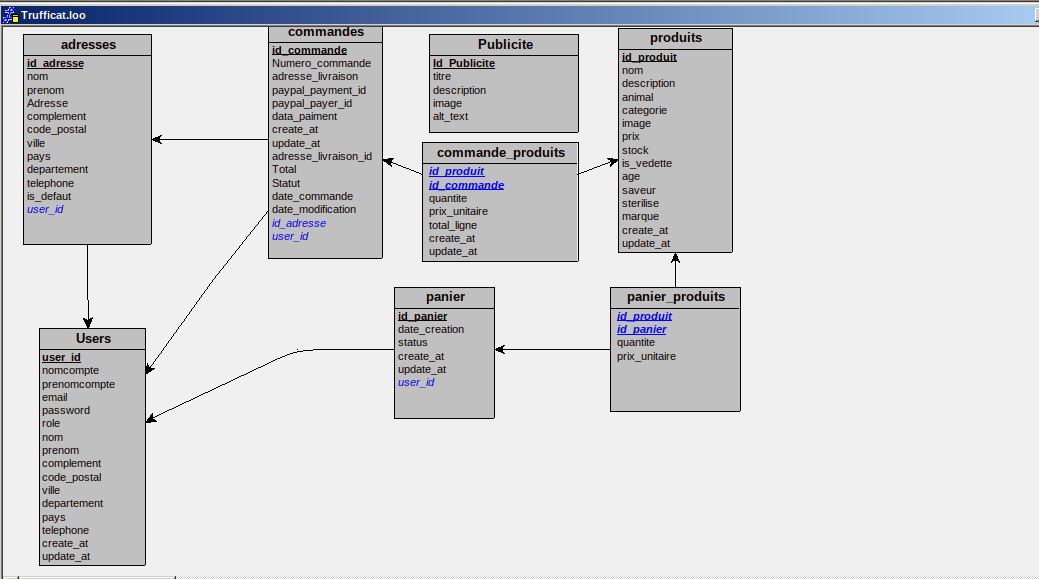 Trufficat.loo
adresses
id_adresse
nom
prenom
Adresse
complement
code_postal
ville
pays
departement
telephone
is_defaut
user_id
commandes
id_commande
Numero_commande
adresse_livraison
paypal_payment_id
paypal_payer_id
data_paiment
create_at
update_at
adresse_livraison_id
Total
Statut
date_commande
date_modification
id_adresse
user_id
Publicite
Id_Publicite
titre
description
image
alt_text
commande_produits
id_produit
id_commande
quantite
prix_unitaire
total_ligne
create_at
update_at
produits
id_produit
nom
description
animal
categorie
image
prix
stock
is_vedette
age
saveur
sterilise
marque
create_at
update_at
Users
user_id
nomcompte
prenomcompte
email
password
role
nom
prenom
complement
code_postal
ville
departement
pays
telephone
create_at
update_at
panier
id_panier
date_creation
status
create_at
update_at
user_id
panier_produits
id_produit
id_panier
quantite
prix_unitaire